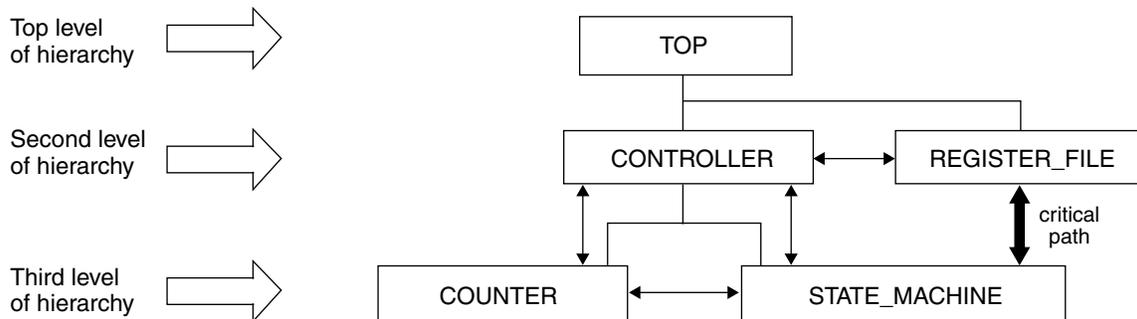 Top level
of hierarchy
TOP
Second level
of hierarchy
CONTROLLER
REGISTER_FILE
critical
path
Third level
of hierarchy
COUNTER
STATE_MACHINE